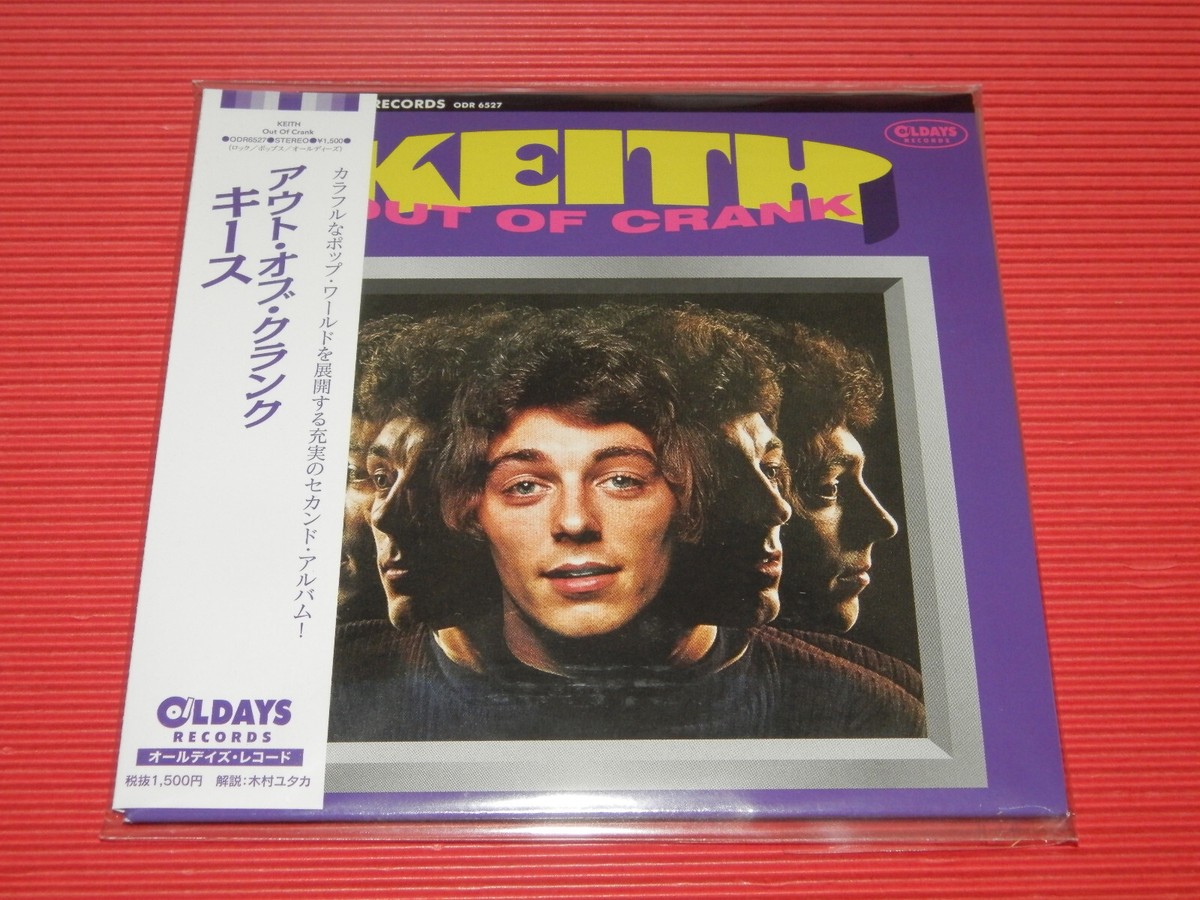 KEITH
Out Of Crank
●ODR6527●STEREO●¥1,500●
(ロック/ポップス/オールディーズ)
カラフルなポップ・ワールドを展開する充実のセカンド・アルバム!
アウト・オブ・クランク
キース
OLDAYS
RECORDS
オールデイズ・レコード
税抜1,500円 解説:木村ユタカ
RECORDS ODR 6527
OLDAYS
RECORDS
KEITH
OUT OF CRANK